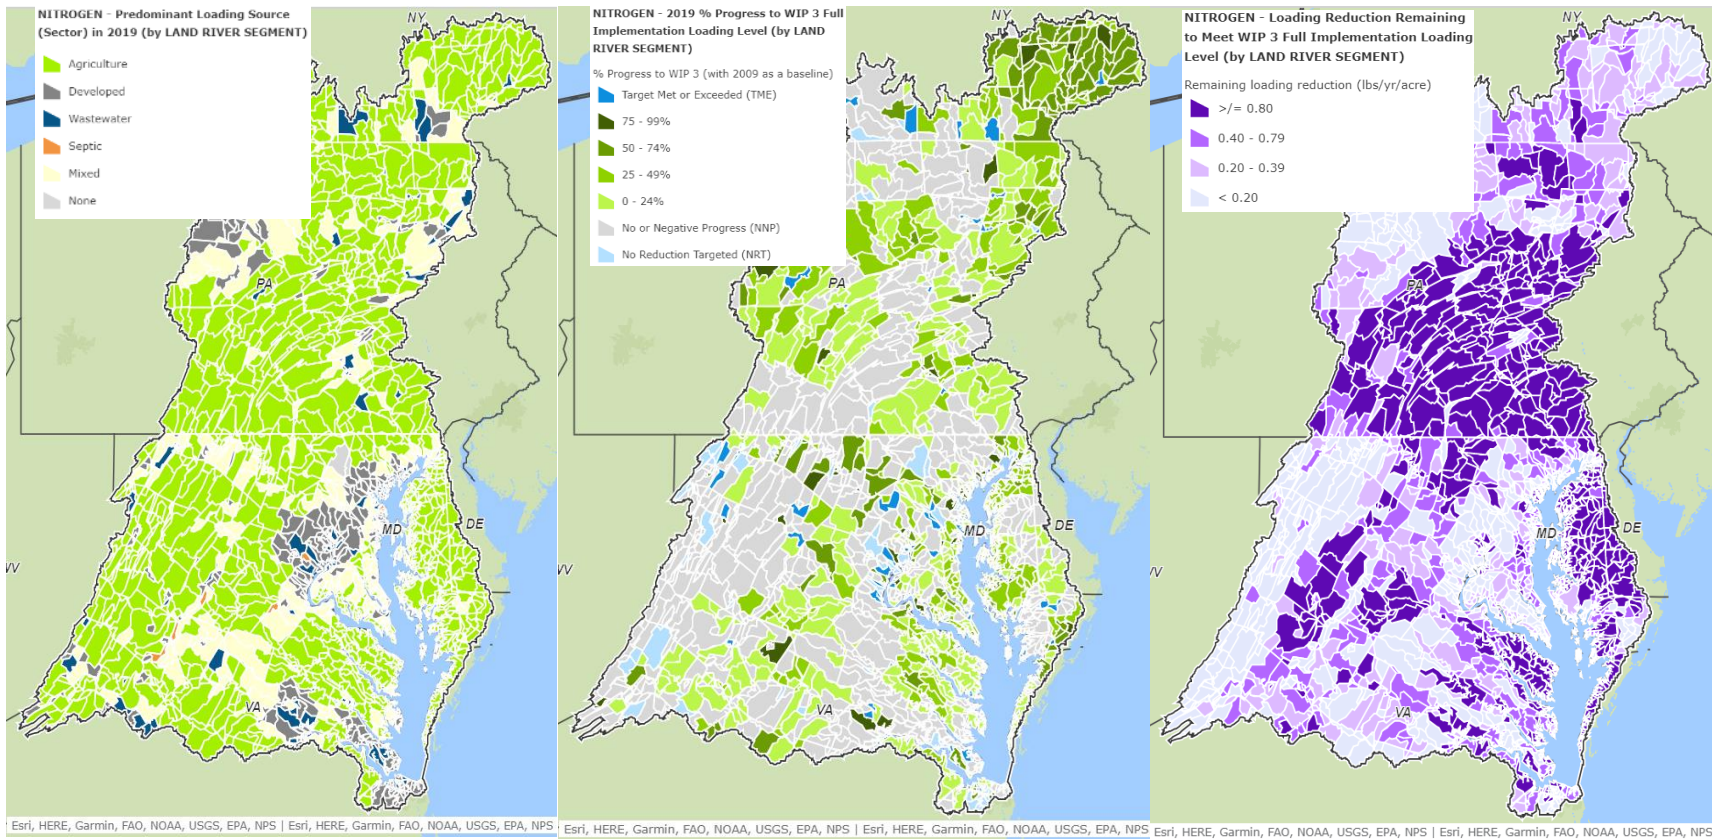 NITROGEN - Predominant Loading Source
(Sector) in 2019 (by LAND RIVER SEGMENT)
Agriculture
Developed
Wastewater
Septic
Mixed
None
NY
PA
MD
DE
VV
VA
Esri, HERE, Garmin, FAO, NOAA, USGS, EPA, NPS | Esri, HERE, Garmin, FAO, NOAA, USGS, EPA, NPS
NITROGEN - 2019 % Progress to WIP 3 Full
Implementation Loading Level (by LAND
RIVER SEGMENT)
% Progress to WIP 3 (with 2009 as a baseline)
Target Met or Exceeded (TME)
75 - 99%
50 - 74%
25 - 49%
0 - 24%
No or Negative Progress (NNP)
No Reduction Targeted (NRT)
NY
PA
MD
DE
VV
VA
Esri, HERE, Garmin, FAO, NOAA, USGS, EPA, NPS | Esri, HERE, Garmin, FAO, NOAA, USGS, EPA, NPS
NITROGEN - Loading Reduction Remaining
to Meet WIP 3 Full Implementation Loading
Level (by LAND RIVER SEGMENT)
Remaining loading reduction (lbs/yr/acre)
>/= 0.80
0.40 - 0.79
0.20 - 0.39
< 0.20
NY
PA
MD
DE
VV
VA
Esri, HERE, Garmin, FAO, NOAA, USGS, EPA, NPS | Esri, HERE, Garmin, FAO, NOAA, USGS, EPA, NPS